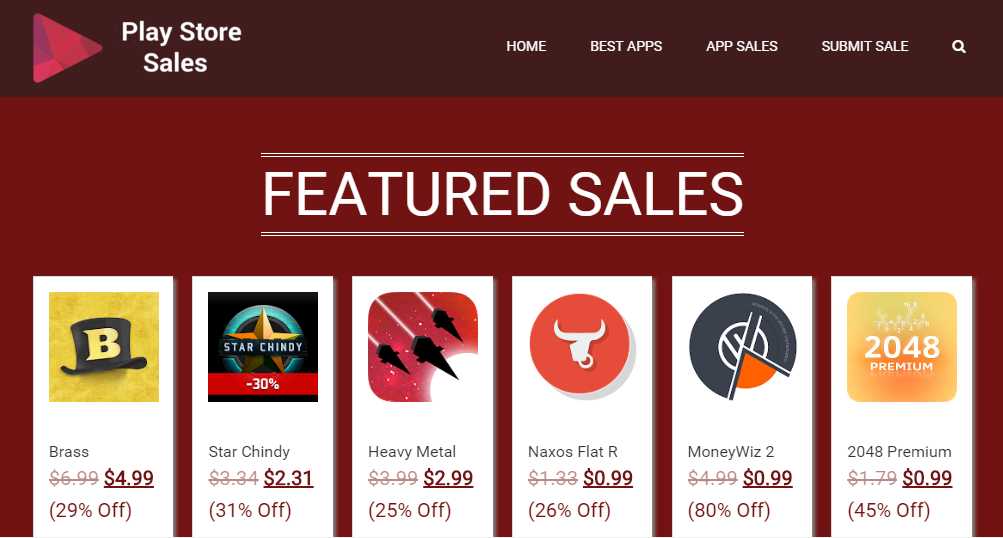 Play Store
Sales
HOME
BEST APPS
APP SALES
SUBMIT SALE
FEATURED SALES
B
STAR CHINDY
-30%
2048
PREMIUM
Brass
$6.99 $4.99
(29% Off)
Star Chindy
$3.34 $2.31
(31% Off)
Heavy Metal
$3.99 $2.99
(25% Off)
Naxos Flat R
$1.33 $0.99
(26% Off)
MoneyWiz 2
$4.99 $0.99
(80% Off)
2048 Premium
$1.79 $0.99
(45% Off)